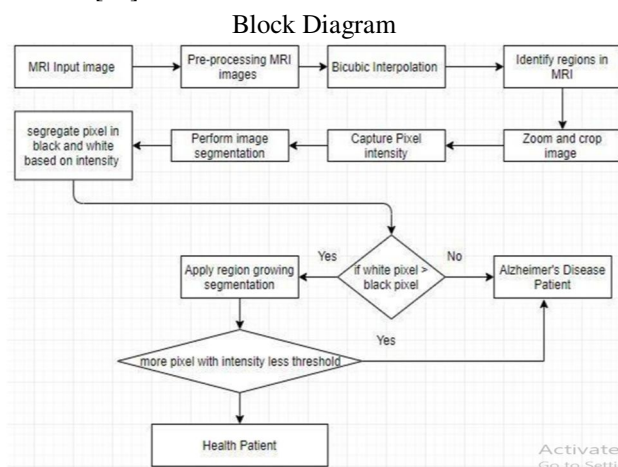 Block Diagram
MRI Input image
Pre-processing MRI
images
Bicubic Interpolation
Identify regions in
MRI
segregate pixel in
black and white
based on intensity
Perform image
segmentation
Capture Pixel
intensity
Zoom and crop
image
Yes
No
Apply region growing
segmentation
if white pixel >
black pixel
Alzheimer's Disease
Patient
Yes
more pixel with intensity less threshold
Health Patient
Activate
Go to Setti